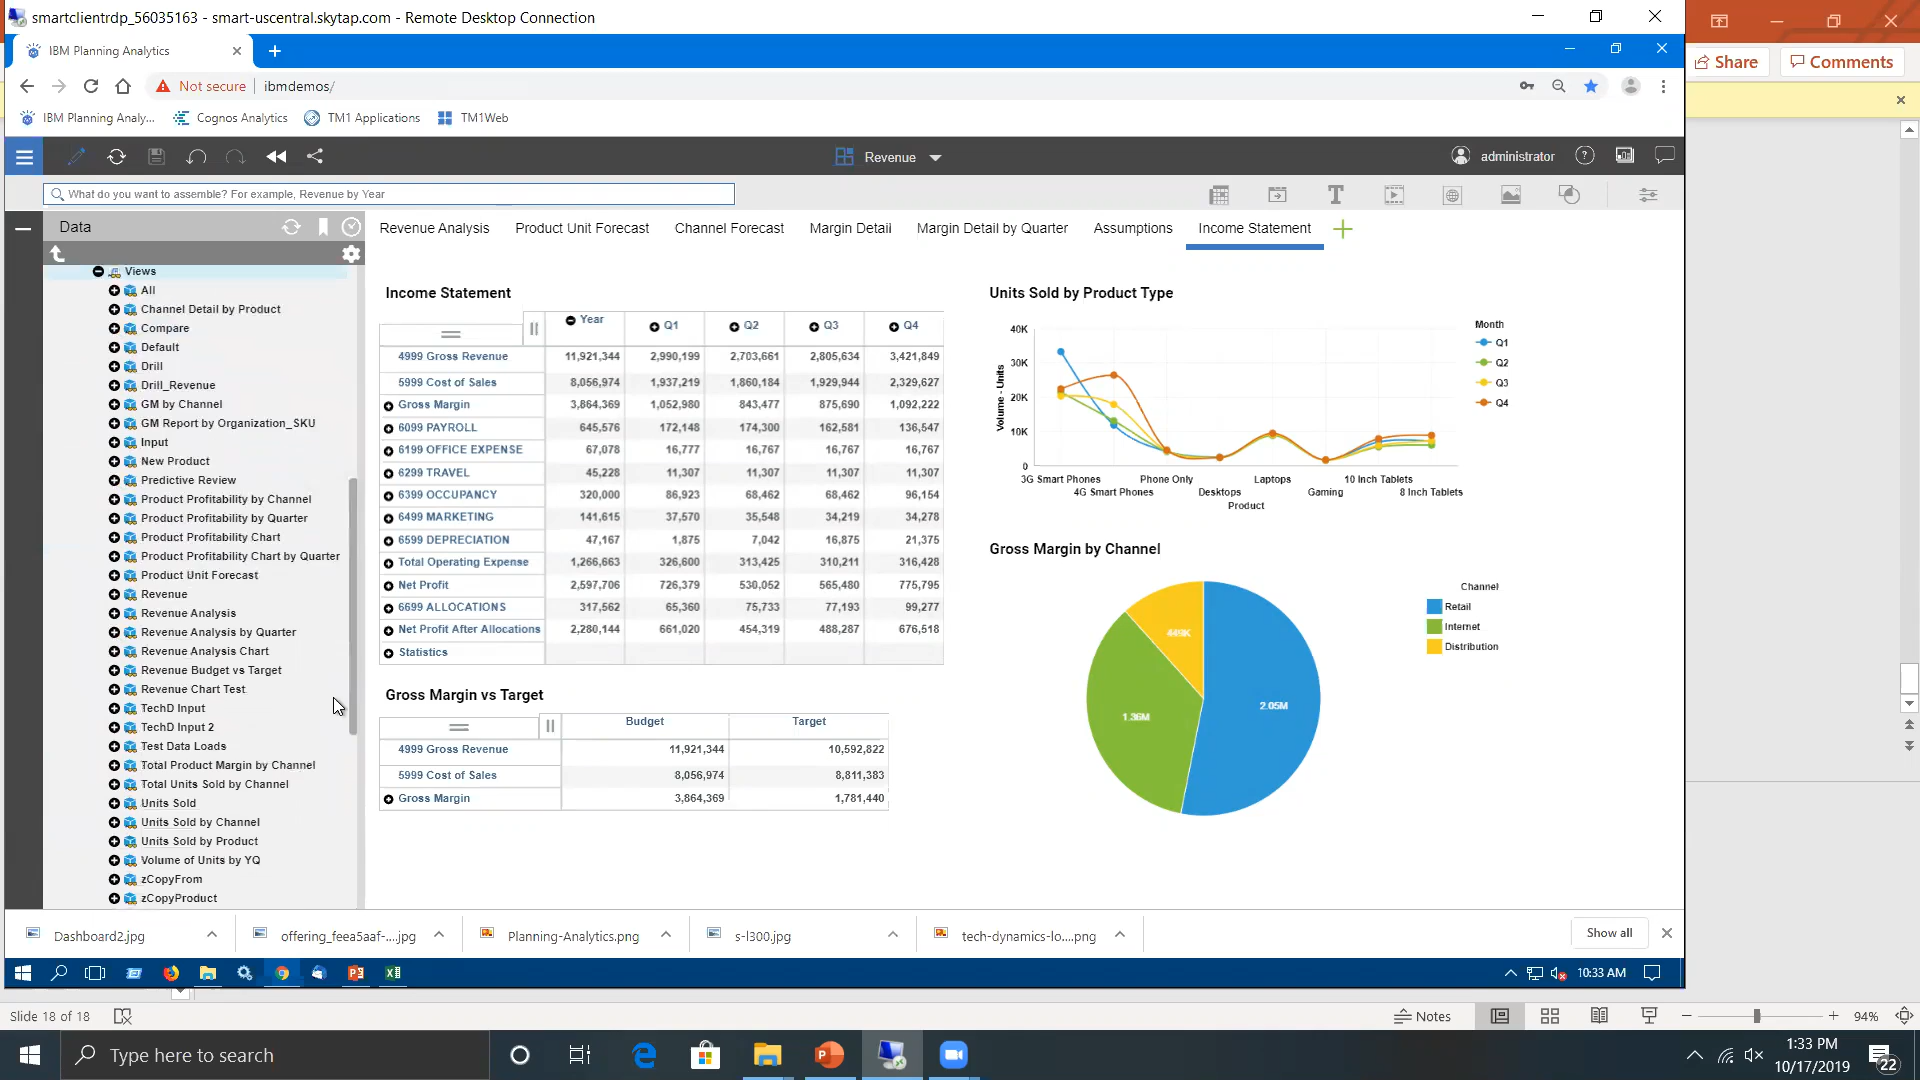 smartclientrdp_56035163 - smart-uscentral.skytap.com - Remote Desktop Connection
IBM Planning Analytics
Share
Comments
Not secure
ibmdemos/
IBM Planning Analy...
Cognos Analytics
TM1 Applications
TM1Web
Revenue
administrator
What do you want to assemble? For example, Revenue by Year
Data
Revenue Analysis
Product Unit Forecast
Channel Forecast
Margin Detail
Margin Detail by Quarter
Assumptions
Income Statement
Views
All
Channel Detail by Product
Compare
Default
Drill
Drill_Revenue
GM by Channel
GM Report by Organization_SKU
Input
New Product
Predictive Review
Product Profitability by Channel
Product Profitability by Quarter
Product Profitability Chart
Product Profitability Chart by Quarter
Product Unit Forecast
Revenue
Revenue Analysis
Revenue Analysis by Quarter
Revenue Analysis Chart
Revenue Budget vs Target
Revenue Chart Test
TechD Input
TechD Input 2
Test Data Loads
Total Product Margin by Channel
Total Units Sold by Channel
Units Sold
Units Sold by Channel
Units Sold by Product
Volume of Units by YQ
zCopyFrom
zCopyProduct
Income Statement
Year Q1 Q2 Q3 Q4
4999 Gross Revenue 11,921,344 2,990,199 2,703,661 2,805,634 3,421,849
5999 Cost of Sales 8,056,974 1,937,219 1,860,184 1,929,944 2,329,627
Gross Margin 3,864,369 1,052,980 843,477 875,690 1,092,222
6099 PAYROLL 645,576 172,148 174,300 162,581 136,547
6199 OFFICE EXPENSE 67,078 16,777 16,767 16,767 16,767
6299 TRAVEL 45,228 11,307 11,307 11,307 11,307
6399 OCCUPANCY 320,000 86,923 68,462 68,462 96,154
6499 MARKETING 141,615 37,570 35,548 34,219 34,278
6599 DEPRECIATION 47,167 1,875 7,042 16,875 21,375
Total Operating Expense 1,266,663 326,600 313,425 310,211 316,428
Net Profit 2,597,706 726,379 530,052 565,480 775,795
6699 ALLOCATIONS 317,562 65,360 75,733 77,193 99,277
Net Profit After Allocations 2,280,144 661,020 454,319 488,287 676,518
Statistics
Gross Margin vs Target
Budget Target
4999 Gross Revenue 11,921,344 10,592,822
5999 Cost of Sales 8,056,974 8,811,383
Gross Margin 3,864,369 1,781,440
Units Sold by Product Type
Volume - Units
40K
30K
20K
10K
0
3G Smart Phones
4G Smart Phones
Phone Only
Desktops
Laptops
Gaming
10 Inch Tablets
8 Inch Tablets
Product
Month
Q1
Q2
Q3
Q4
Gross Margin by Channel
449K
1.36M
2.05M
Channel
Retail
Internet
Distribution
Dashboard2.jpg
offering_feea5aaf-....jpg
Planning-Analytics.png
s-l300.jpg
tech-dynamics-lo....png
Show all
10:33 AM
Slide 18 of 18
Notes
94%
Type here to search
1:33 PM
10/17/2019
22